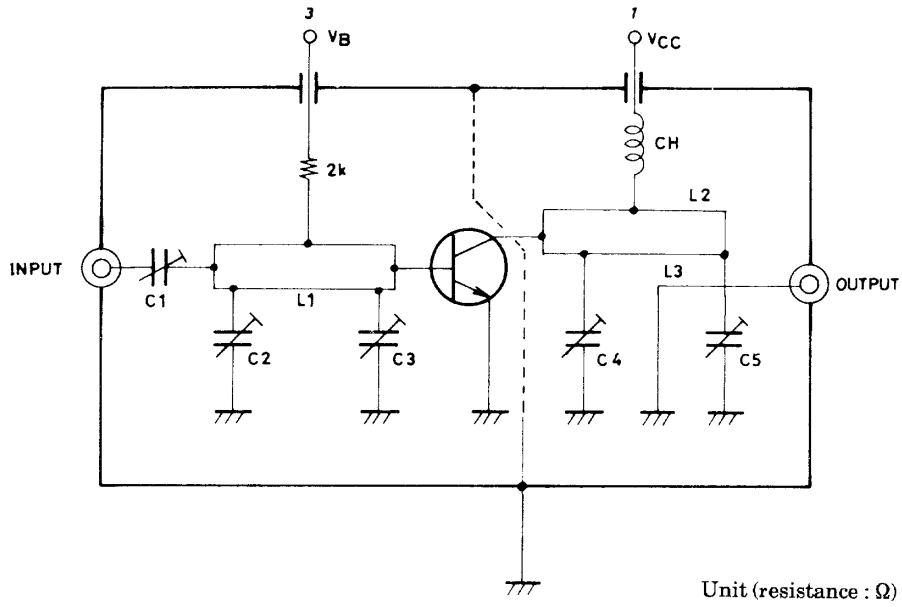 3
1
VB
VCC
CH
2k
L2
INPUT
L3
OUTPUT
C1
L1
C2
C3
C4
C5
Unit (resistance : Ω)